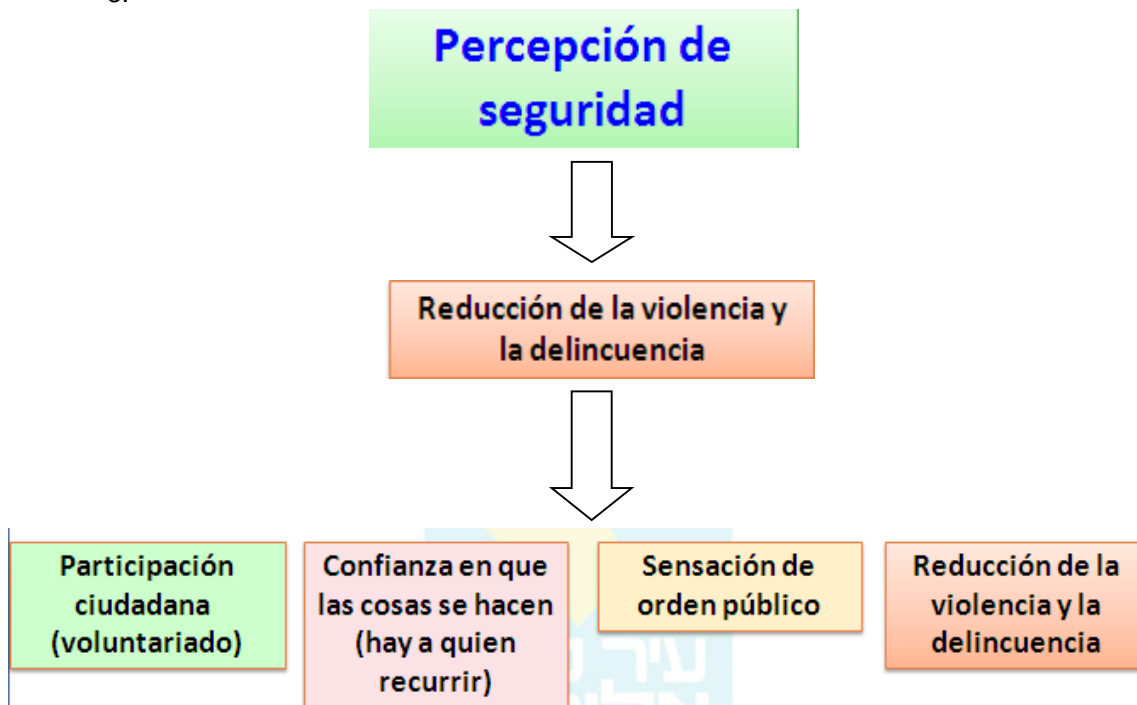 Percepción de
seguridad
Reducción de la violencia y
la delincuencia
Participación
ciudadana
(voluntariado)
Confianza en que
las cosas se hacen
(hay a quien
recurrir)
Sensación de
orden público
Reducción de la
violencia y la
delincuencia